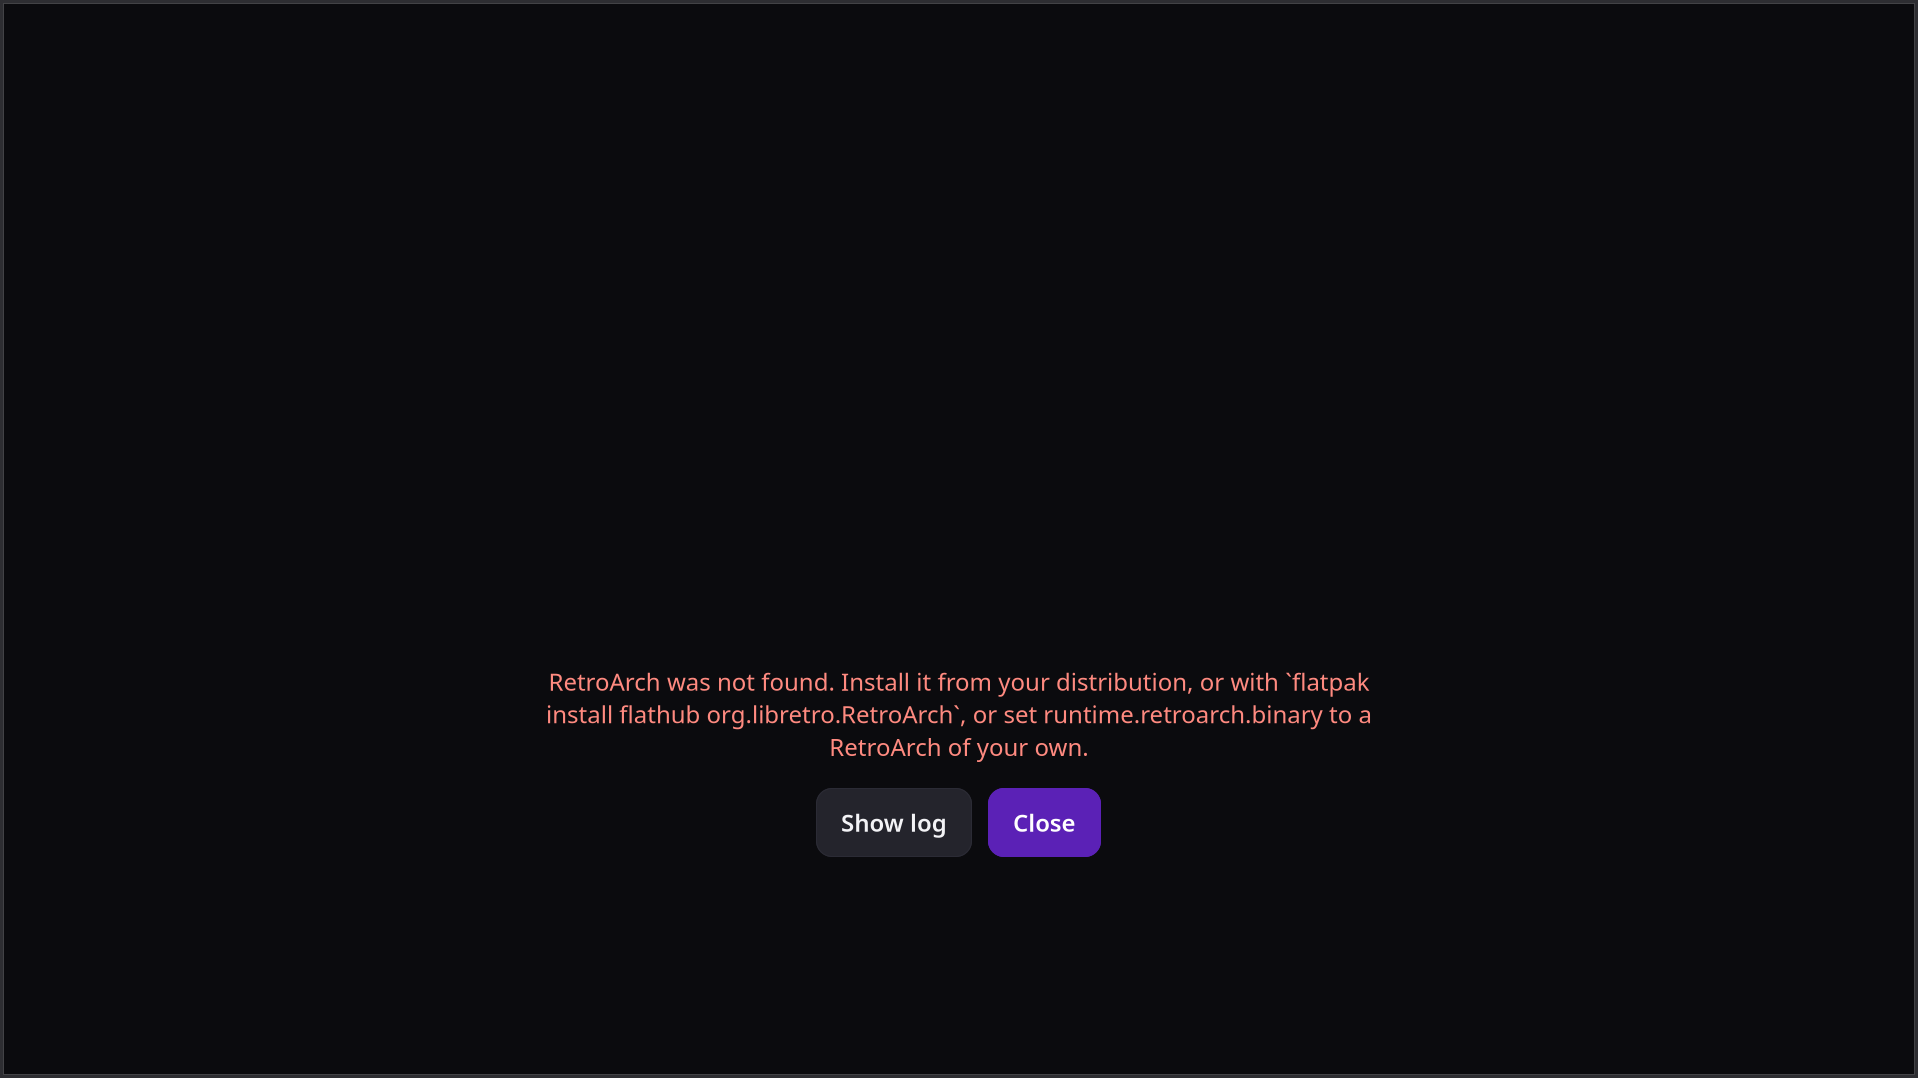 RetroArch was not found. Install it from your distribution, or with `flatpak
install flathub org.libretro.RetroArch`, or set runtime.retroarch.binary to a
RetroArch of your own.
Show log
Close